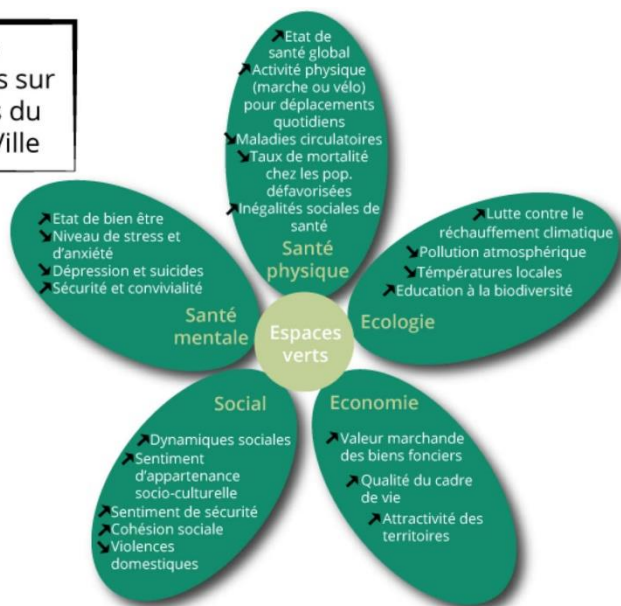 s sur
s du
Ville
↗Etat de
santé global
↗Activité physique
(marche ou vélo)
pour déplacements
quotidiens
↘Maladies circulatoires
↘Taux de mortalité
chez les pop.
défavorisées
↗Inégalités sociales de
santé
Santé
physique
↗Etat de bien être
↘Niveau de stress et
d'anxiété
↘Dépression et suicides
↗Sécurité et convivialité
Santé
mentale
↗Lutte contre le
réchauffement climatique
↘Pollution atmosphérique
↘Témpératures locales
↗Education à la biodiversité
Ecologie
Espaces
verts
Social
↗Dynamiques sociales
↗Sentiment
d'appartenance
socio-culturelle
↗Sentiment de sécurité
↗Cohésion sociale
↘Violences
domestiques
Economie
↗Valeur marchande
des biens fonciers
↗Qualité du cadre
de vie
↗Attractivité des
territoires